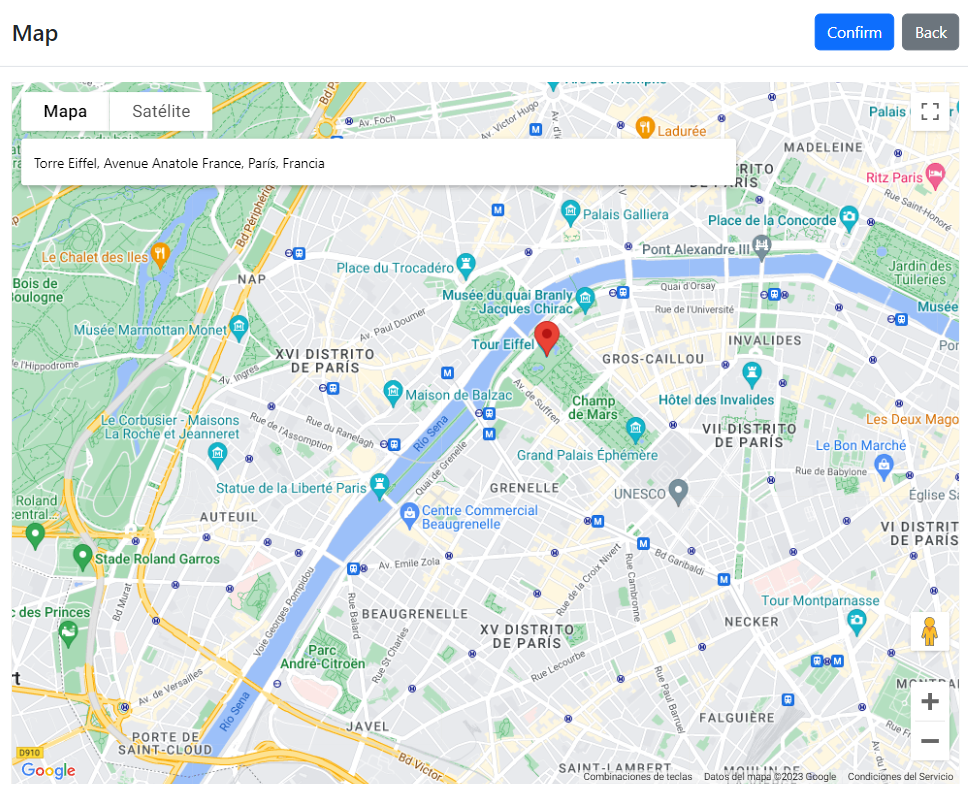 Map
Confirm
Back
Mapa
Satélite
Torre Eiffel, Avenue Anatole France, París, Francia
Av. Foch
Av. Victor Hugo
Ladurée
MADELEINE
Ritz Paris
Rue Saint-Honoré
DE PARÍS
Palais Galliera
Place de la Concorde
Bd Périphérique
Le Chalet des Iles
Pont Alexandre III
Place du Trocadéro
Jardin des
Tuileries
NAP
Bois de
Boulogne
Quai d'Orsay
Musée du quai Branly
- Jacques Chirac
Rue de l'Université
Musée Marmottan Monet
Av. Paul Doumer
Tour Eiffel
INVALIDES
XVI DISTRITO
DE PARÍS
GROS-CAILLOU
Av. Ingres
Av. de Suffren
Maison de Balzac
Champ
de Mars
Hôtel des Invalides
Le Corbusier - Maisons
La Roche et Jeanneret
Rue de l'Assomption
Rue du Ranelagh
Río Sena
VII DISTRITO
DE PARÍS
Les Deux Mago
Le Bon Marché
Grand Palais Éphémère
Quai de Grenelle
Rue de Babylone
Statue de la Liberté Paris
GRENELLE
UNESCO
AUTEUIL
Centre Commercial
Beaugrenelle
Roland
VI DISTRIT
DE PARÍS
Stade Roland Garros
Av. Emile Zola
Rue de la Croix Nivert
Bd Garibaldi
Rue Cambronne
Bd Murat
Voie Georges Pompidou
Rue Balard
BEAUGRENELLE
Tour Montparnasse
c des Princes
NECKER
XV DISTRITO
DE PARÍS
Rue St Charles
Parc
André-Citroën
Rue Lecourbe
Av. de Versailles
Rue Paul Barruel
Río Sena
JAVEL
FALGUIÈRE
PORTE DE
SAINT-CLOUD
D910
Bd Victor
SAINT-LAMBERT
Google
Combinaciones de teclas
Datos del mapa ©2023 Google
Condiciones del Servicio